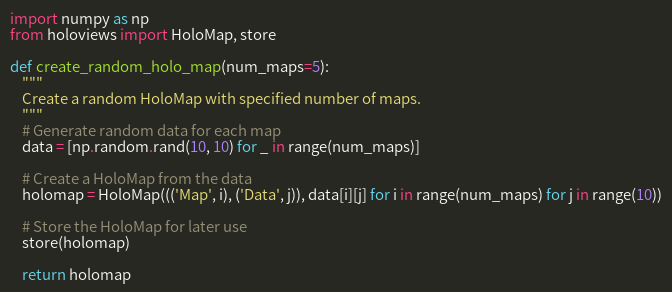 import numpy as np
from holoviews import HoloMap, store
def create_random_holo_map(num_maps=5):
"""
Create a random HoloMap with specified number of maps.
"""
# Generate random data for each map
data = [np.random.rand(10, 10) for _ in range(num_maps)]
# Create a HoloMap from the data
holomap = HoloMap((('Map', i), ('Data', j)), data[i][j] for i in range(num_maps) for j in range(10))
# Store the HoloMap for later use
store(holomap)
return holomap